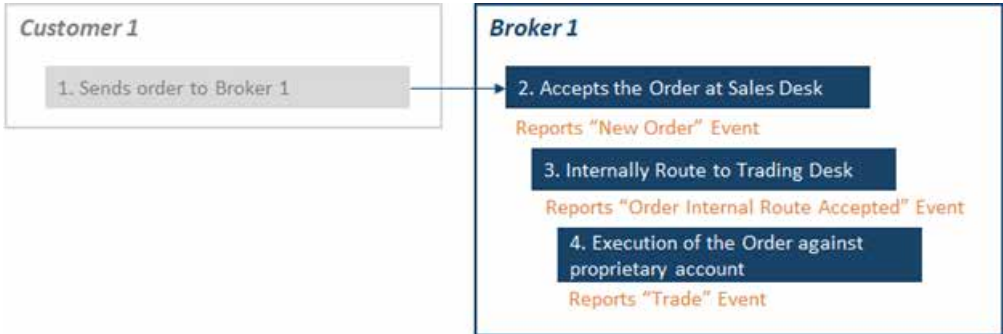 Customer 1
1. Sends order to Broker 1
Broker 1
2. Accepts the Order at Sales Desk
Reports “New Order” Event
3. Internally Route to Trading Desk
Reports “Order Internal Route Accepted” Event
4. Execution of the Order against
proprietary account
Reports “Trade” Event